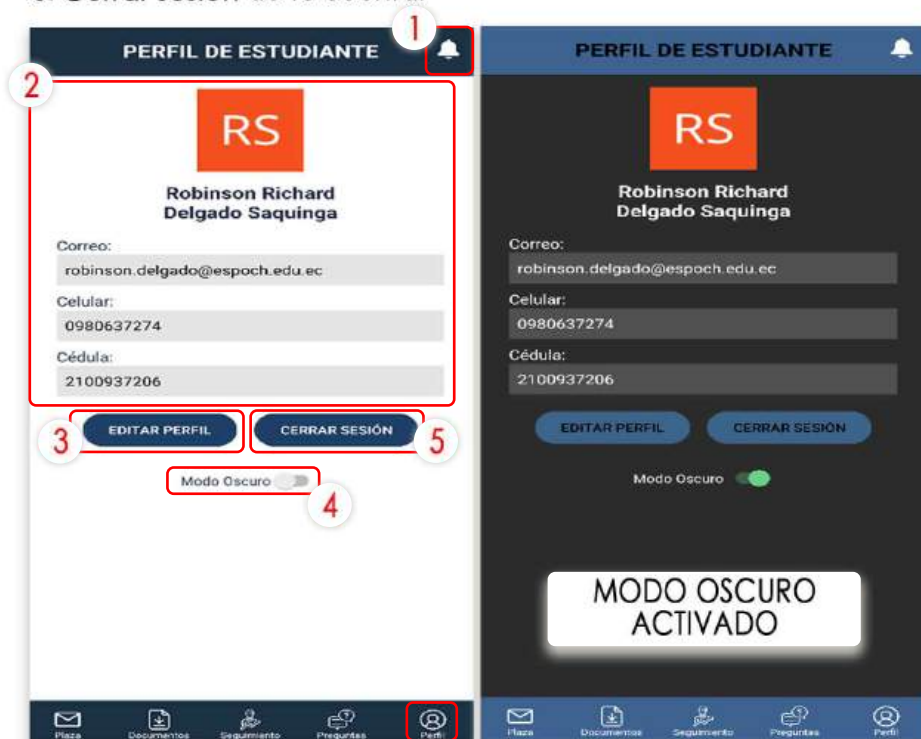 1
PERFIL DE ESTUDIANTE
2
RS
Robinson Richard
Delgado Saquinga
Correo:
robinson.delgado@espoch.edu.ec
Celular:
0980637274
Cédula:
2100937206
3
EDITAR PERFIL
CERRAR SESIÓN
5
Modo Oscuro
4
Plaza
Documentos
Seguimiento
Preguntas
Perfil
PERFIL DE ESTUDIANTE
RS
Robinson Richard
Delgado Saquinga
Correo:
robinson.delgado@espoch.edu.ec
Celular:
0980637274
Cédula:
2100937206
EDITAR PERFIL
CERRAR SESIÓN
Modo Oscuro
MODO OSCURO
ACTIVADO
Plaza
Documentos
Seguimiento
Preguntas
Perfil